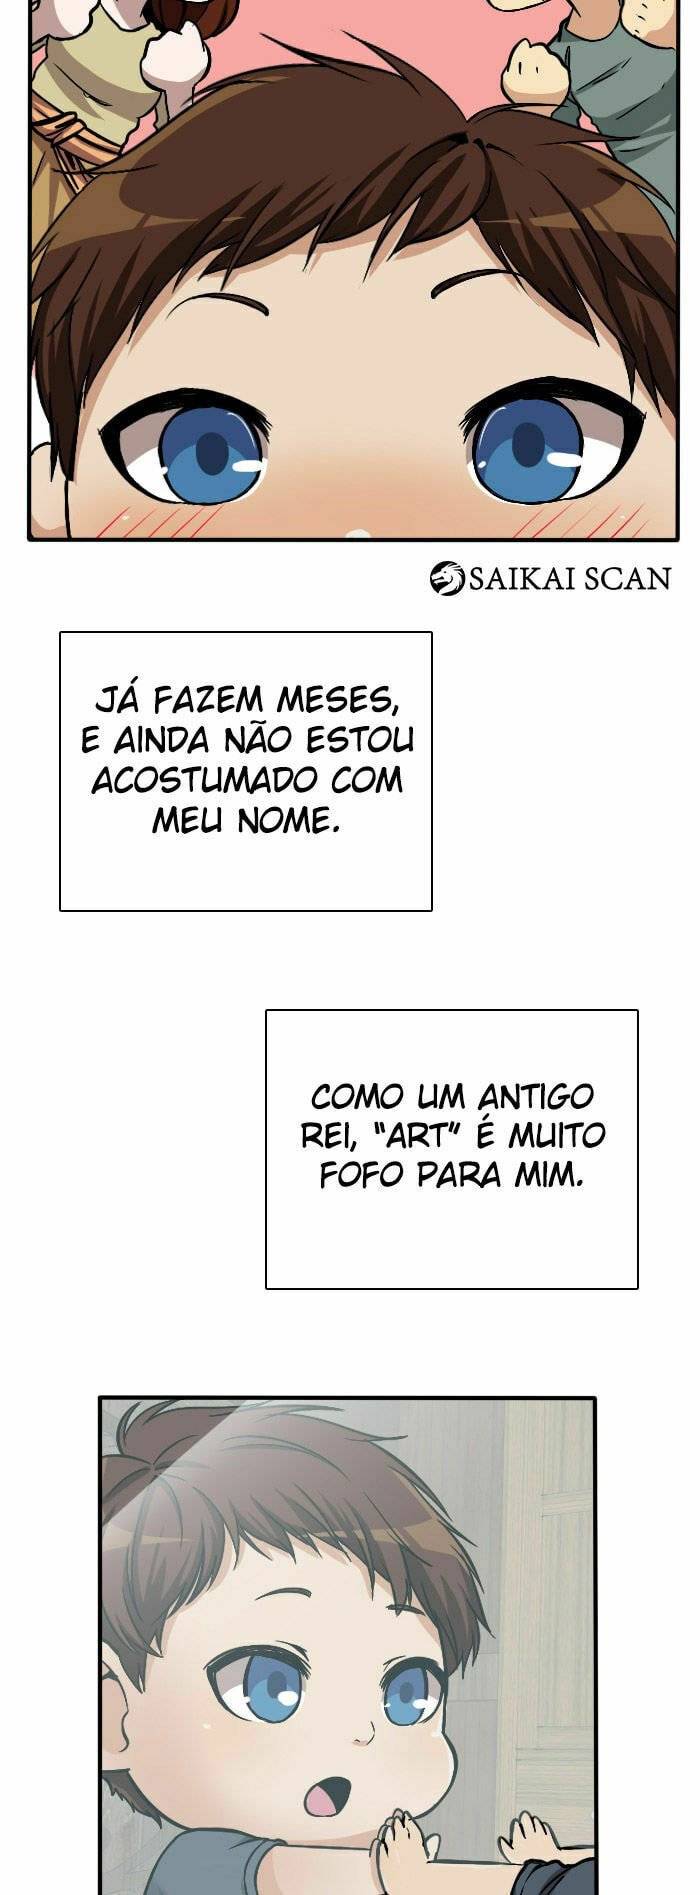 SAIKAI SCAN
JÁ FAZEM MESES,
E AINDA NÃO ESTOU
ACOSTUMADO COM
MEU NOME.
COMO UM ANTIGO
REI, “ART” É MUITO
FOFO PARA MIM.